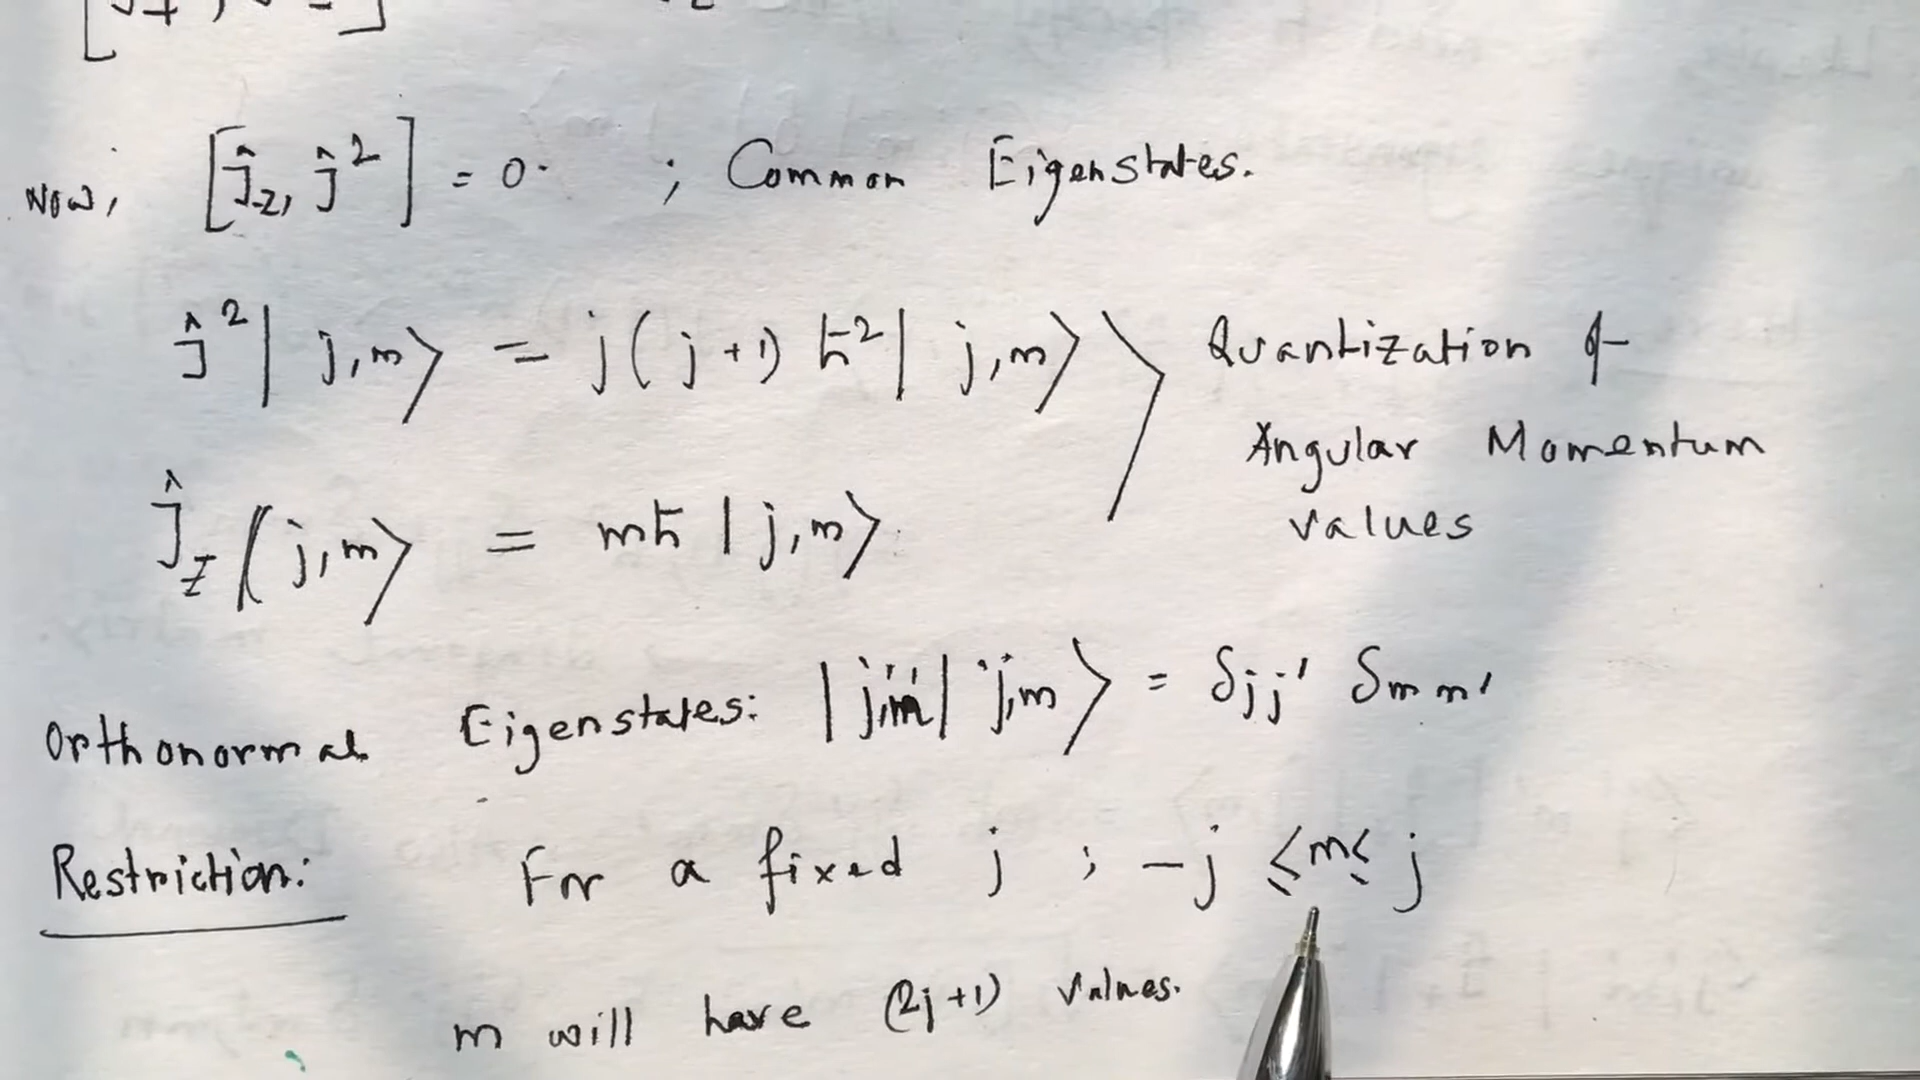 Now, [Ĵz, Ĵ²] = 0. ; Common Eigenstates.
Ĵ² | j,m⟩ = j(j+1) ħ² | j,m⟩ Quantization of
Angular Momentum
values
Ĵz | j,m⟩ = mħ | j,m⟩
Orthonormal Eigenstates: | j'm' | j,m⟩ = δjj' δmm'
Restriction: For a fixed j ; -j ≤ m ≤ j
m will have (2j+1) values.